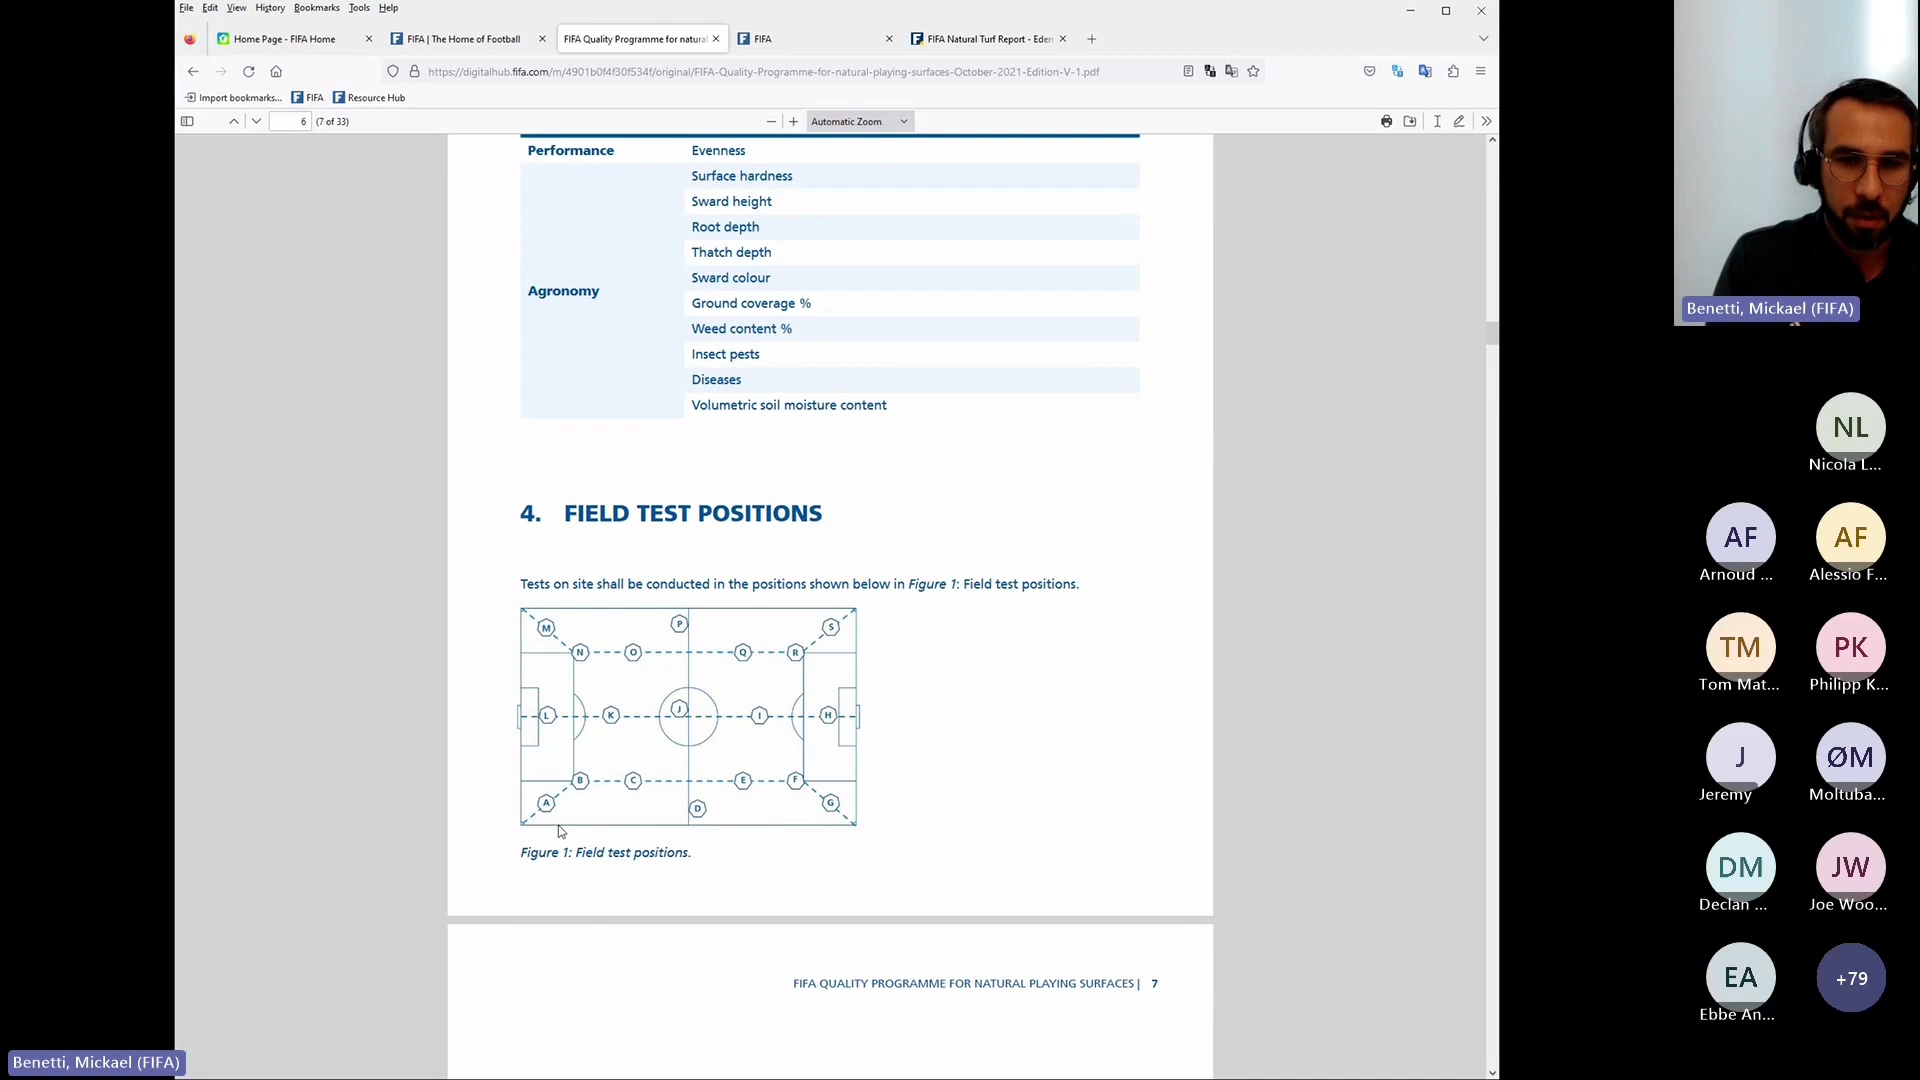 File Edit View History Bookmarks Tools Help
Home Page - FIFA Home
FIFA | The Home of Football
FIFA Quality Programme for natural
FIFA
FIFA Natural Turf Report - Eden
https://digitalhub.fifa.com/m/4901b0f4f30f534f/original/FIFA-Quality-Programme-for-natural-playing-surfaces-October-2021-Edition-V-1.pdf
Import bookmarks... FIFA Resource Hub
6 (7 of 33)
Automatic Zoom
Performance Evenness
Surface hardness
Sward height
Root depth
Thatch depth
Sward colour
Agronomy
Ground coverage %
Weed content %
Insect pests
Diseases
Volumetric soil moisture content
4. FIELD TEST POSITIONS
Tests on site shall be conducted in the positions shown below in Figure 1: Field test positions.
M P S
N O Q R
L K J I H
B C E F
A D G
Figure 1: Field test positions.
FIFA QUALITY PROGRAMME FOR NATURAL PLAYING SURFACES | 7
Benetti, Mickael (FIFA)
NL
Nicola L...
AF AF
Arnoud ... Alessio F...
TM PK
Tom Mat... Philipp K...
J ØM
Jeremy Moltuba...
DM JW
Declan ... Joe Woo...
EA +79
Ebbe An...
Benetti, Mickael (FIFA)